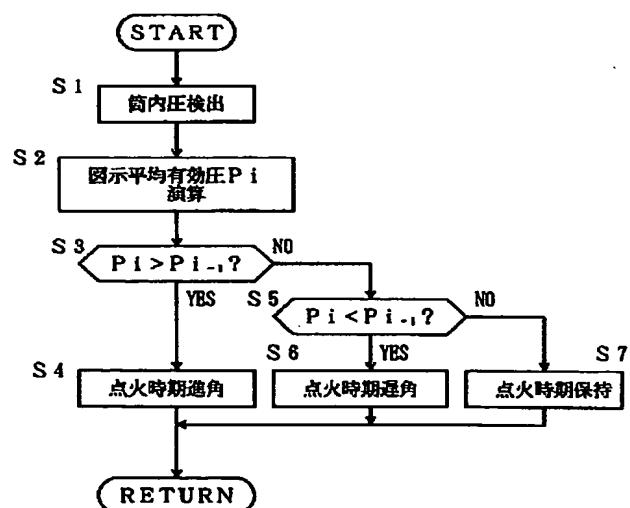 START
S1
筒内圧検出
S2
図示平均有効圧Pi
演算
S3
Pi>Pi₋₁?
NO
YES
S5
Pi<Pi₋₁?
NO
YES
S4
点火時期進角
S6
点火時期遅角
S7
点火時期保持
RETURN